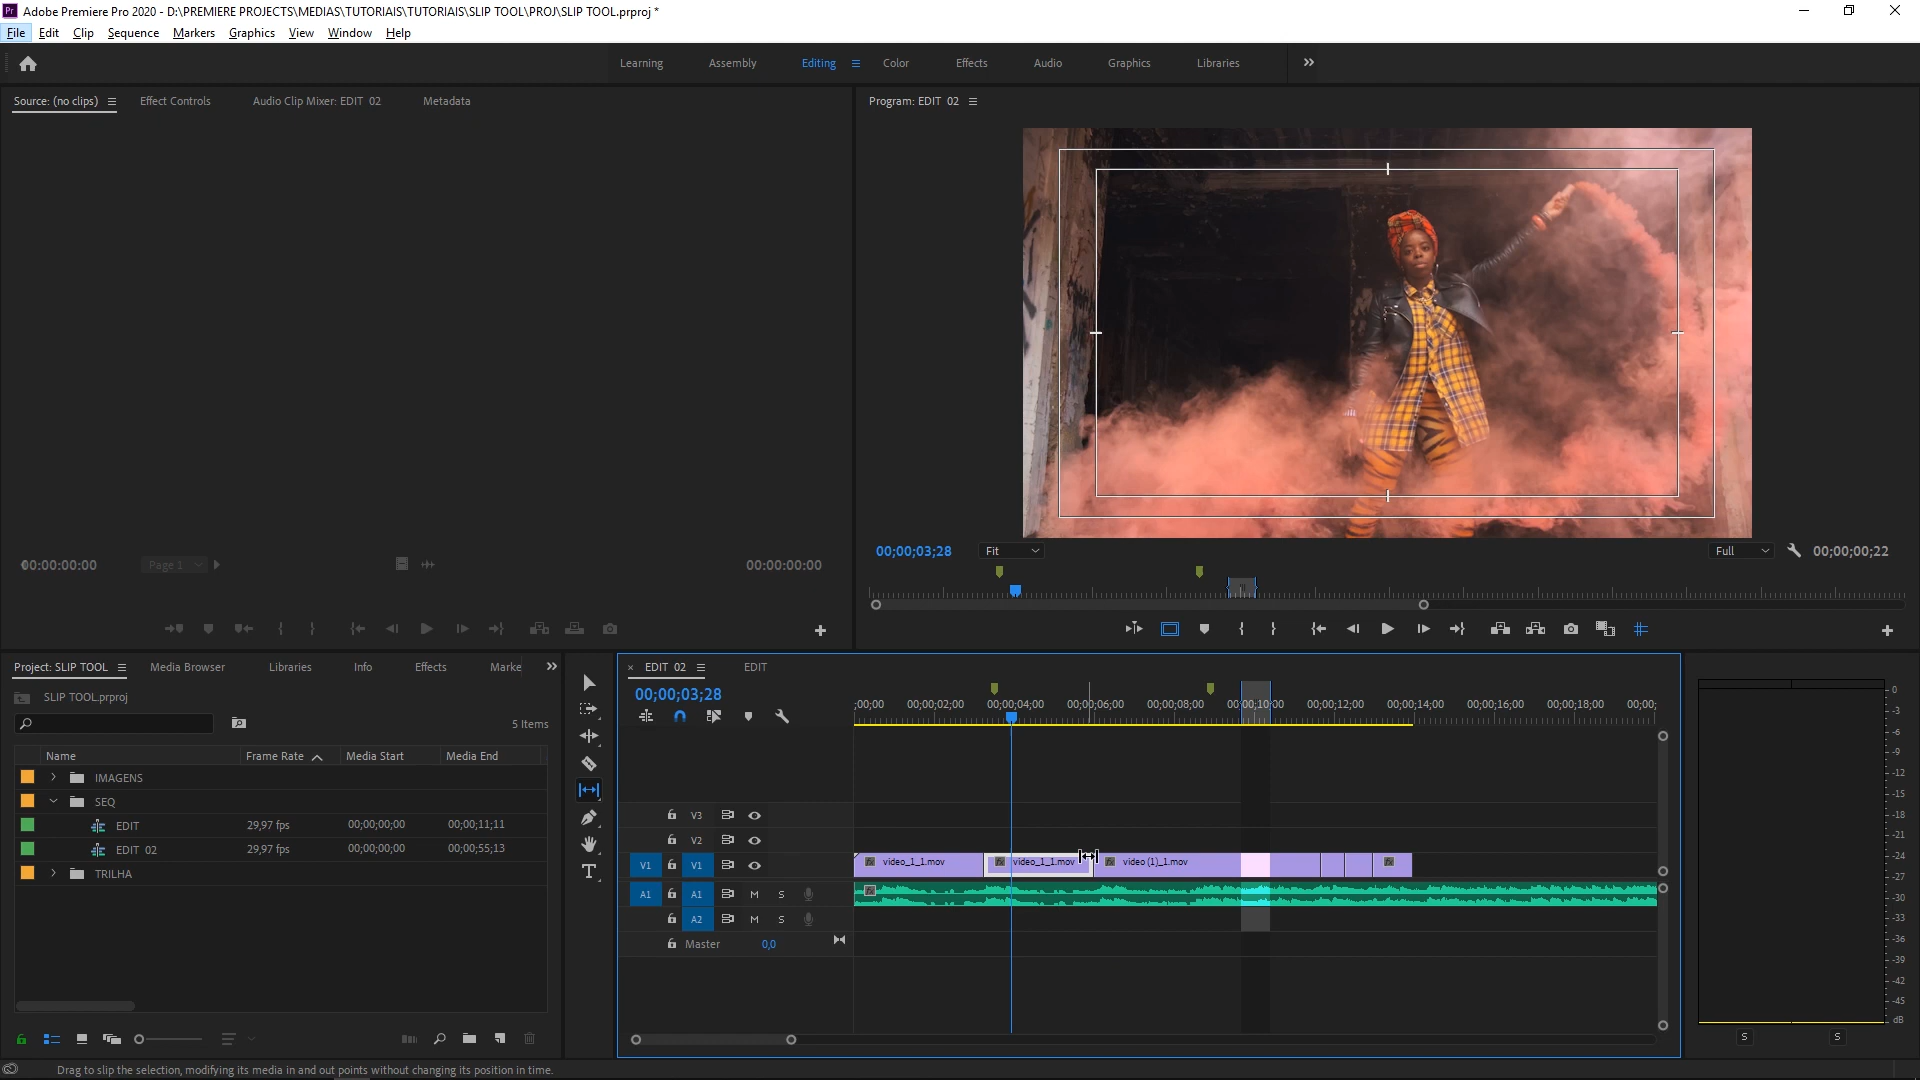 Pr Adobe Premiere Pro 2020 - D:\PREMIERE PROJECTS\MEDIAS\TUTORIAIS\TUTORIAIS\SLIP TOOL\PROJ\SLIP TOOL.prproj *
File Edit Clip Sequence Markers Graphics View Window Help
Learning Assembly Editing Color Effects Audio Graphics Libraries
Source: (no clips) Effect Controls Audio Clip Mixer: EDIT 02 Metadata
Program: EDIT 02
00:00:00:00 Page 1 00:00:00:00
00;00;03;28 Fit Full 00;00;00;22
Project: SLIP TOOL Media Browser Libraries Info Effects Marke
SLIP TOOL.prproj
5 Items
Name Frame Rate Media Start Media End
IMAGENS
SEQ
EDIT 29,97 fps 00;00;00;00 00;00;11;11
EDIT 02 29,97 fps 00;00;00;00 00;00;55;13
TRILHA
× EDIT 02 EDIT
00;00;03;28
;00;00 00;00;02;00 00;00;04;00 00;00;06;00 00;00;08;00 00;00;10;00 00;00;12;00 00;00;14;00 00;00;16;00 00;00;18;00 00;00;
V3
V2
V1 V1 fx video_1_1.mov fx video_1_1.mov fx video (1)_1.mov fx
A1 A1 M S fx
A2 M S
Master 0,0
0
-3
-6
-9
-12
-15
-18
-21
-24
-27
-30
-33
-36
-39
-42
-45
dB
S S
Drag to slip the selection, modifying its media in and out points without changing its position in time.